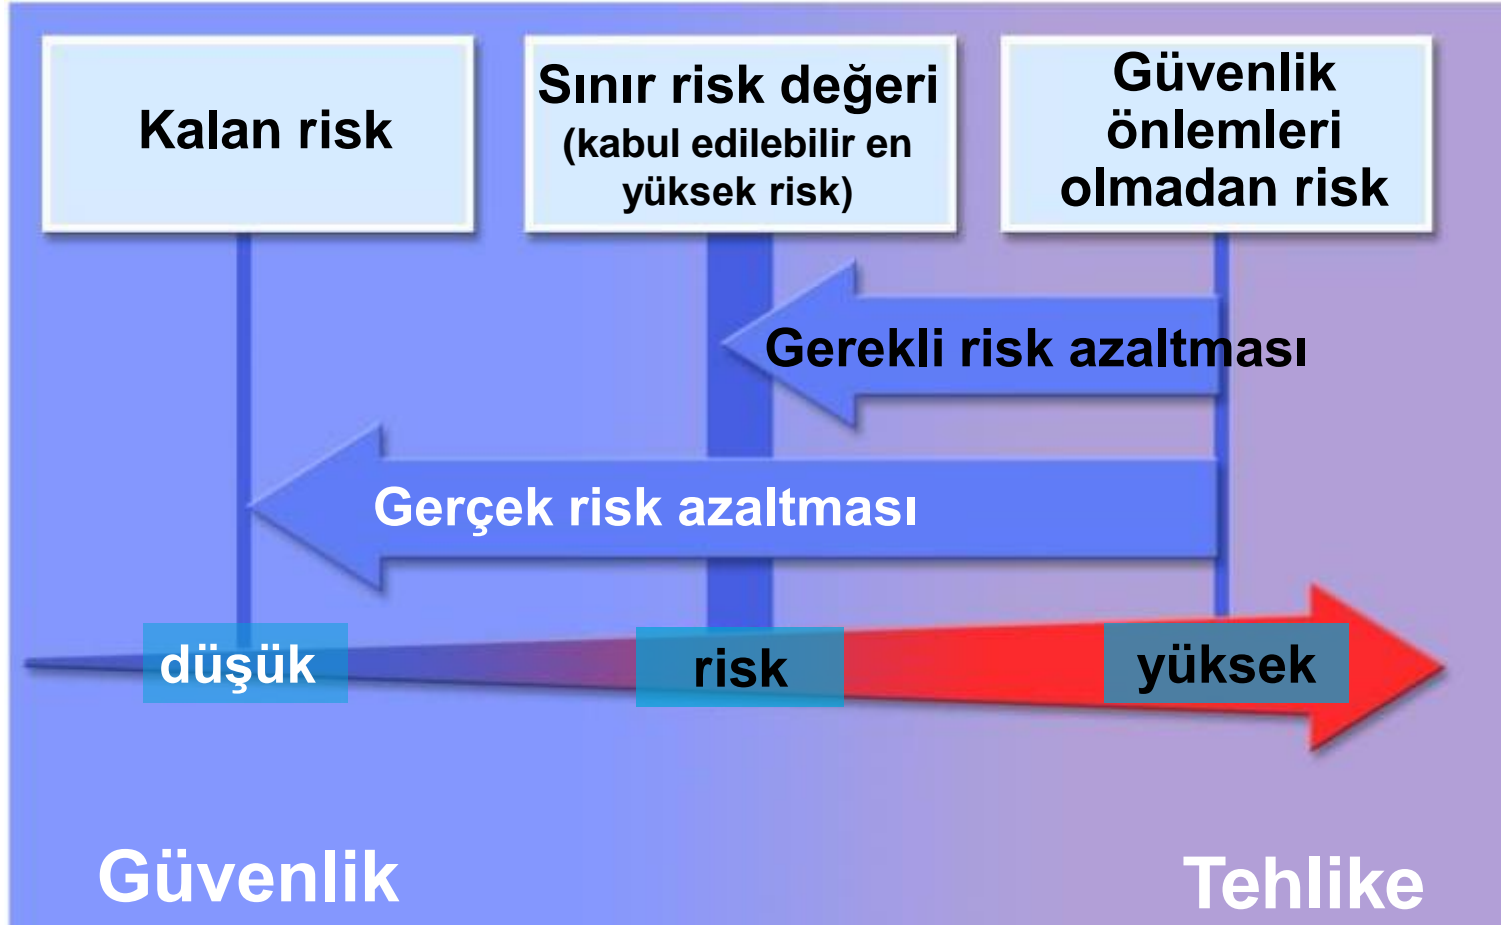 Kalan risk
Sınır risk değeri
(kabul edilebilir en
yüksek risk)
Güvenlik
önlemleri
olmadan risk
Gerekli risk azaltması
Gerçek risk azaltması
düşük
risk
yüksek
Güvenlik
Tehlike